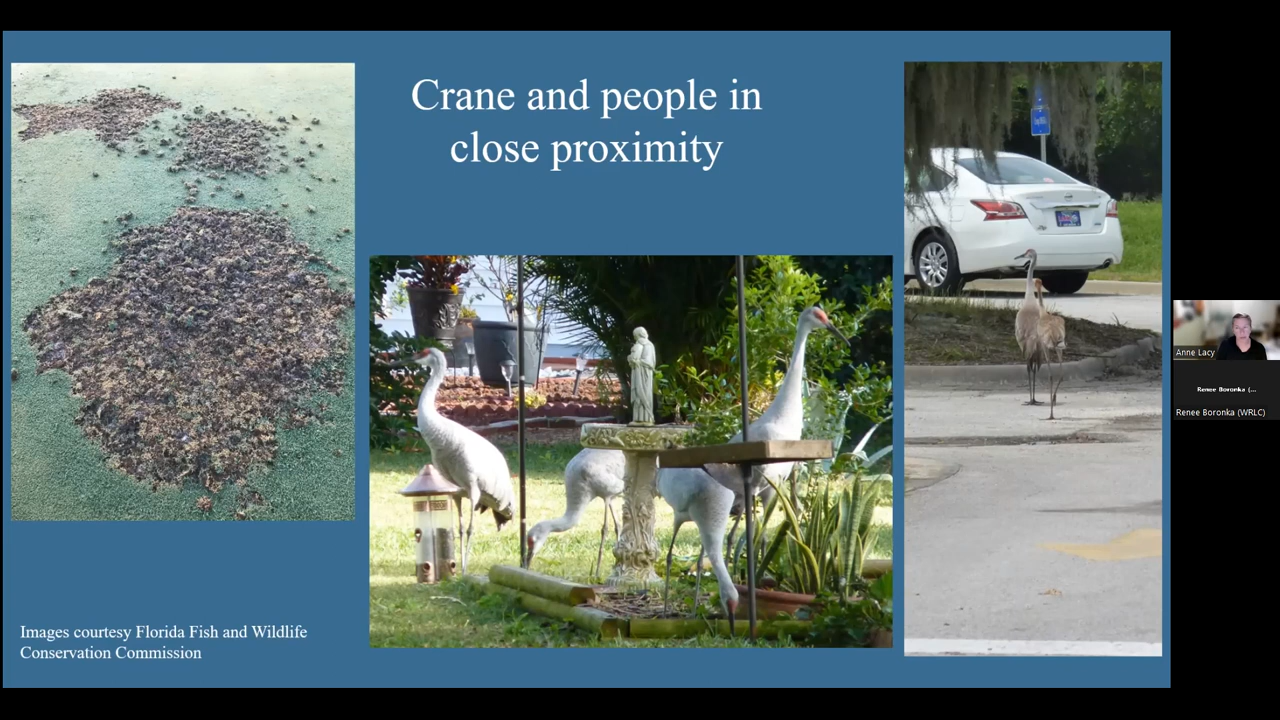 Crane and people in
close proximity
Images courtesy Florida Fish and Wildlife
Conservation Commission
Anne Lacy
Renee Boronka (...
Renee Boronka (WRLC)